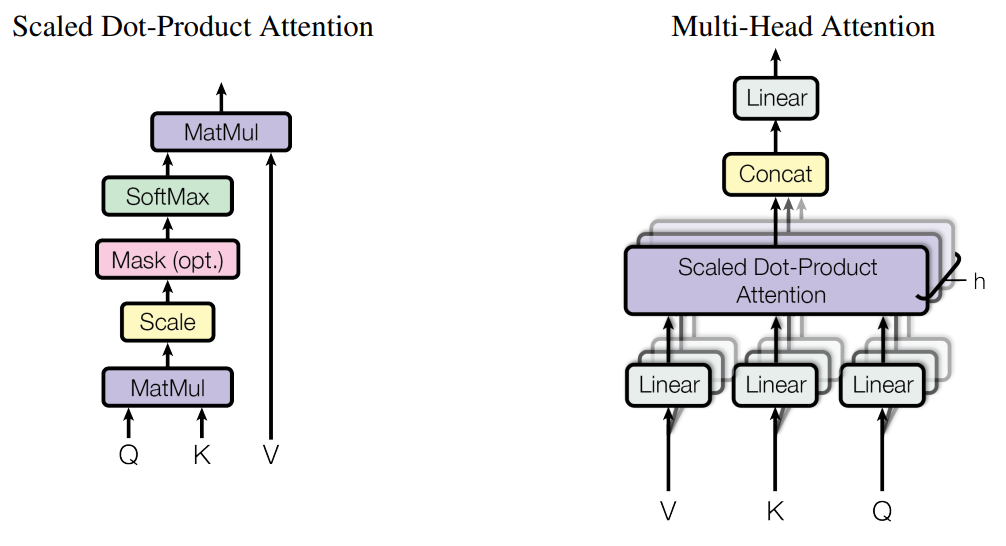 Scaled Dot-Product Attention
MatMul
SoftMax
Mask (opt.)
Scale
MatMul
Q K V
Multi-Head Attention
Linear
Concat
Scaled Dot-Product
Attention
h
Linear Linear Linear
V K Q